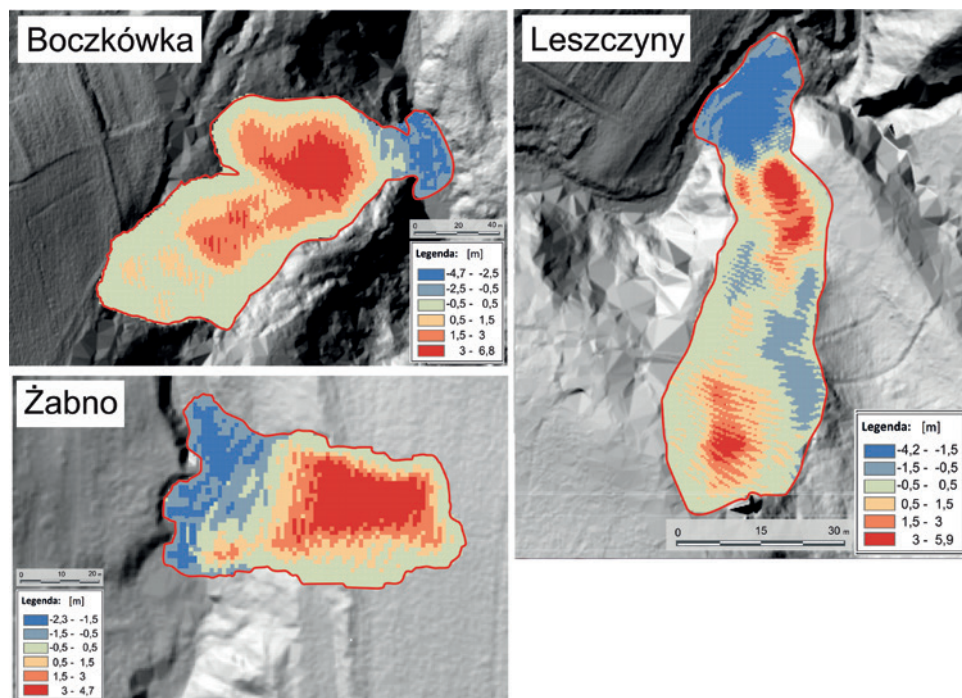 Boczkówka
0 20 40 m
Legenda: [m]
-4,7 - -2,5
-2,5 - -0,5
-0,5 - 0,5
0,5 - 1,5
1,5 - 3
3 - 6,8
Leszczyny
0 15 30 m
Legenda: [m]
-4,2 - -1,5
-1,5 - -0,5
-0,5 - 0,5
0,5 - 1,5
1,5 - 3
3 - 5,9
Żabno
0 10 20 m
Legenda: [m]
-2,3 - -1,5
-1,5 - -0,5
-0,5 - 0,5
0,5 - 1,5
1,5 - 3
3 - 4,7